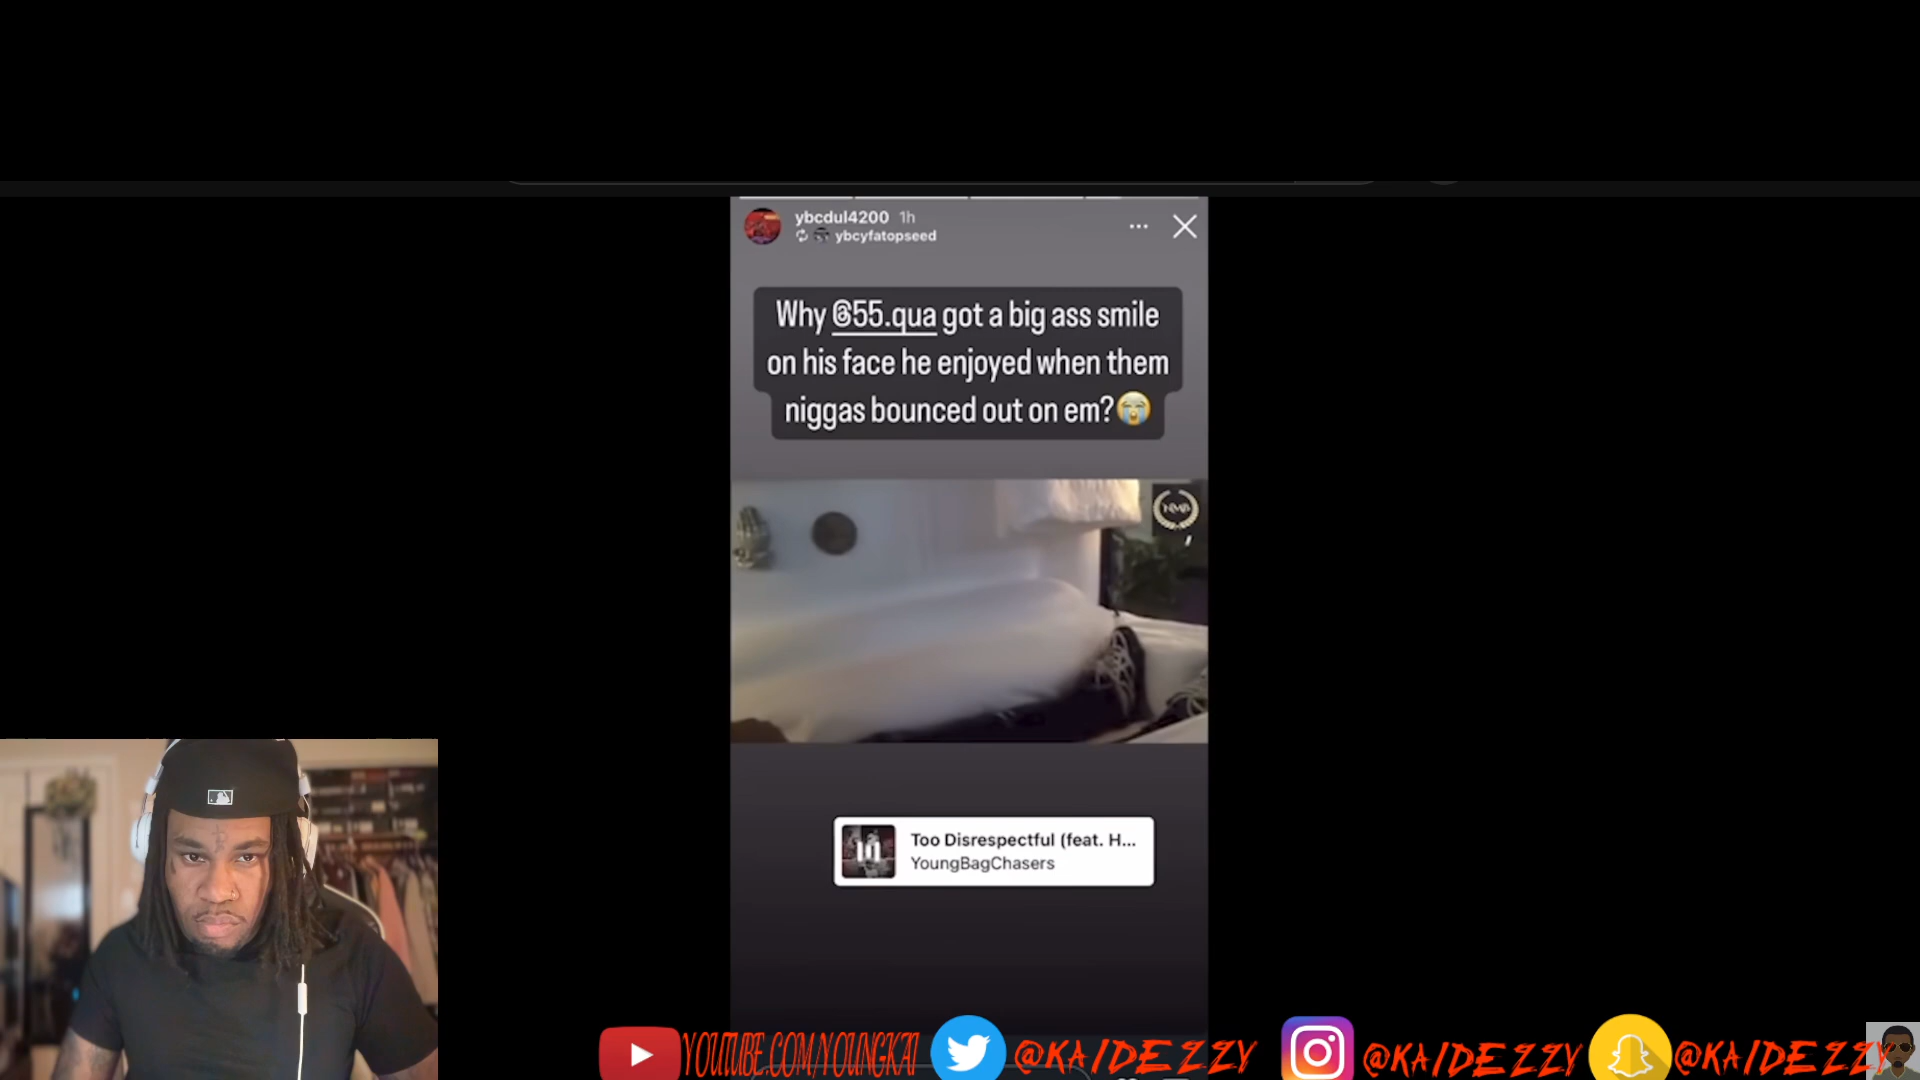 ybcdul4200 1h
ybcyfatopseed
Why @55.qua got a big ass smile
on his face he enjoyed when them
niggas bounced out on em?😭
Too Disrespectful (feat. H...
YoungBagChasers
YOUTUBE.COM/YOUNGKAI
@KAIDEZZY
@KAIDEZZY
@KAIDEZZY